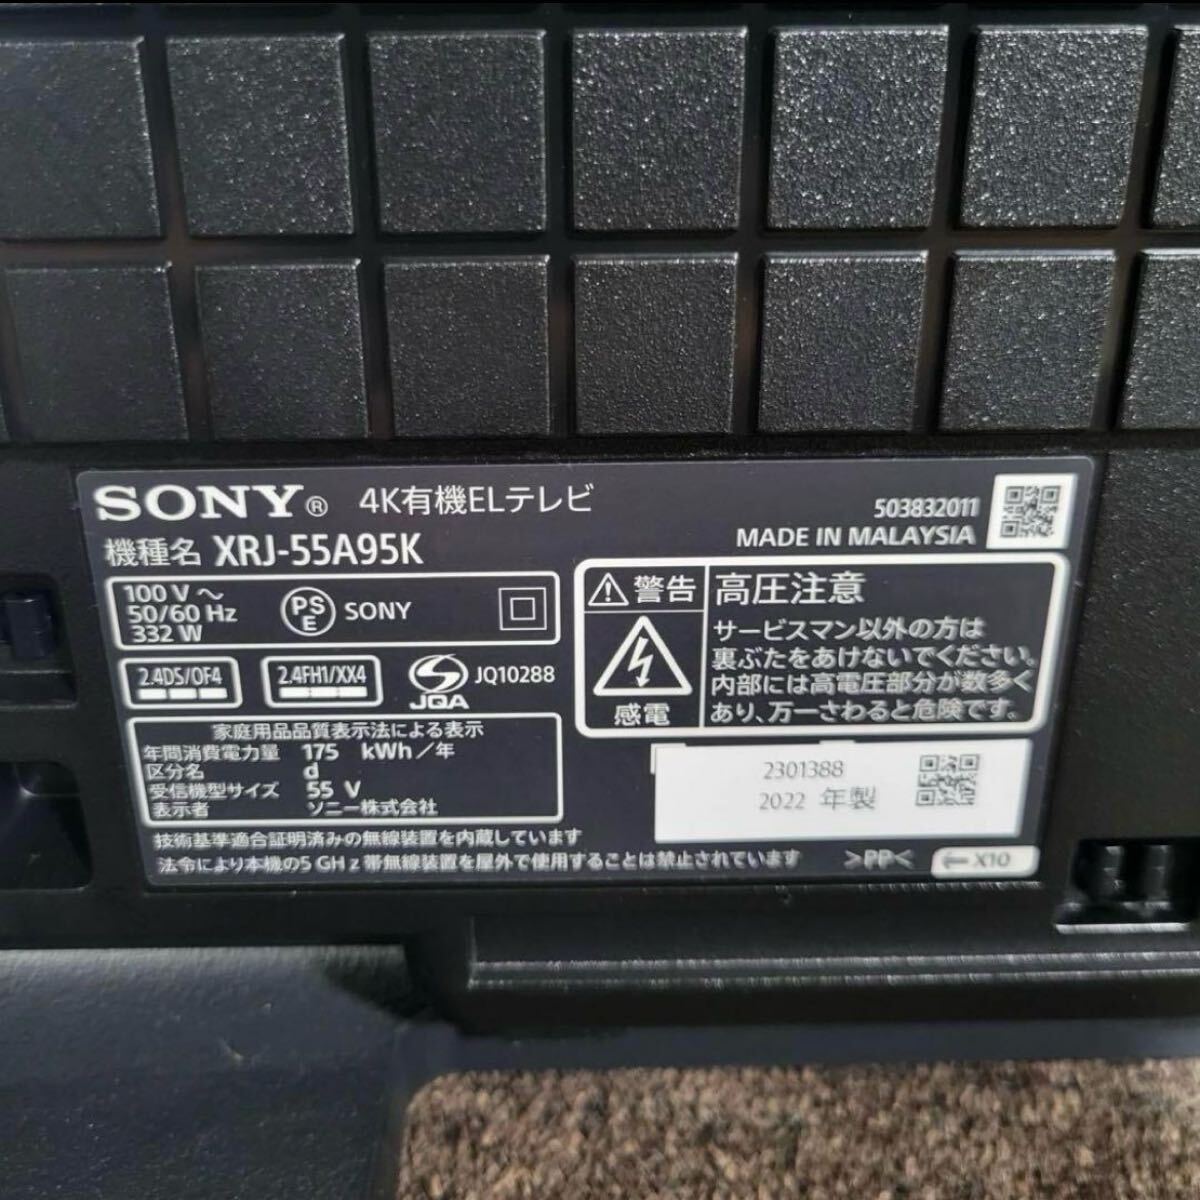 SONY® 4K有機ELテレビ
機種名 XRJ-55A95K
503832011
MADE IN MALAYSIA
100 V ～
50/60 Hz
332 W
PS
E
SONY
2.4DS/OF4
2.4FH1/XX4
JQA
JQ10288
家庭用品品質表示法による表示
年間消費電力量 175 kWh／年
区分名 d
受信機型サイズ 55 V
表示者 ソニー株式会社
技術基準適合証明済みの無線装置を内蔵しています
法令により本機の5 GHz帯無線装置を屋外で使用することは禁止されています
警告
感電
高圧注意
サービスマン以外の方は
裏ぶたをあけないでください。
内部には高電圧部分が数多く
あり、万一さわると危険です。
2301388
2022 年製
>PP<
←X10